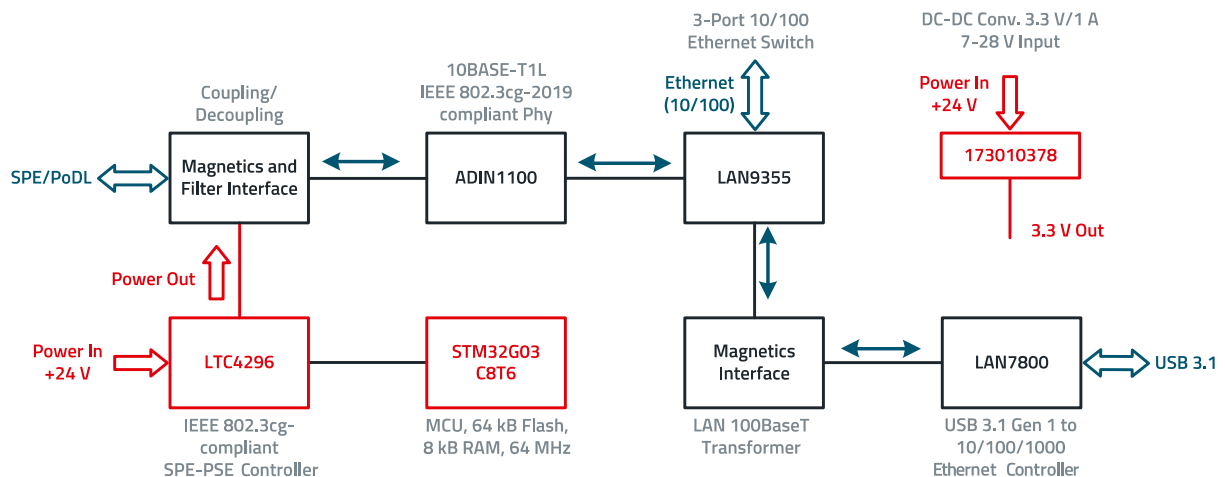 3-Port 10/100
Ethernet Switch
DC-DC Conv. 3.3 V/1 A
7-28 V Input
10BASE-T1L
IEEE 802.3cg-2019
compliant Phy
Ethernet
(10/100)
Power In
+24 V
Coupling/
Decoupling
SPE/PoDL
Magnetics and
Filter Interface
ADIN1100
LAN9355
173010378
3.3 V Out
Power Out
Power In
+24 V
LTC4296
STM32G03
C8T6
Magnetics
Interface
LAN7800
USB 3.1
IEEE 802.3cg-
compliant
SPE-PSE Controller
MCU, 64 kB Flash,
8 kB RAM, 64 MHz
LAN 100BaseT
Transformer
USB 3.1 Gen 1 to
10/100/1000
Ethernet Controller